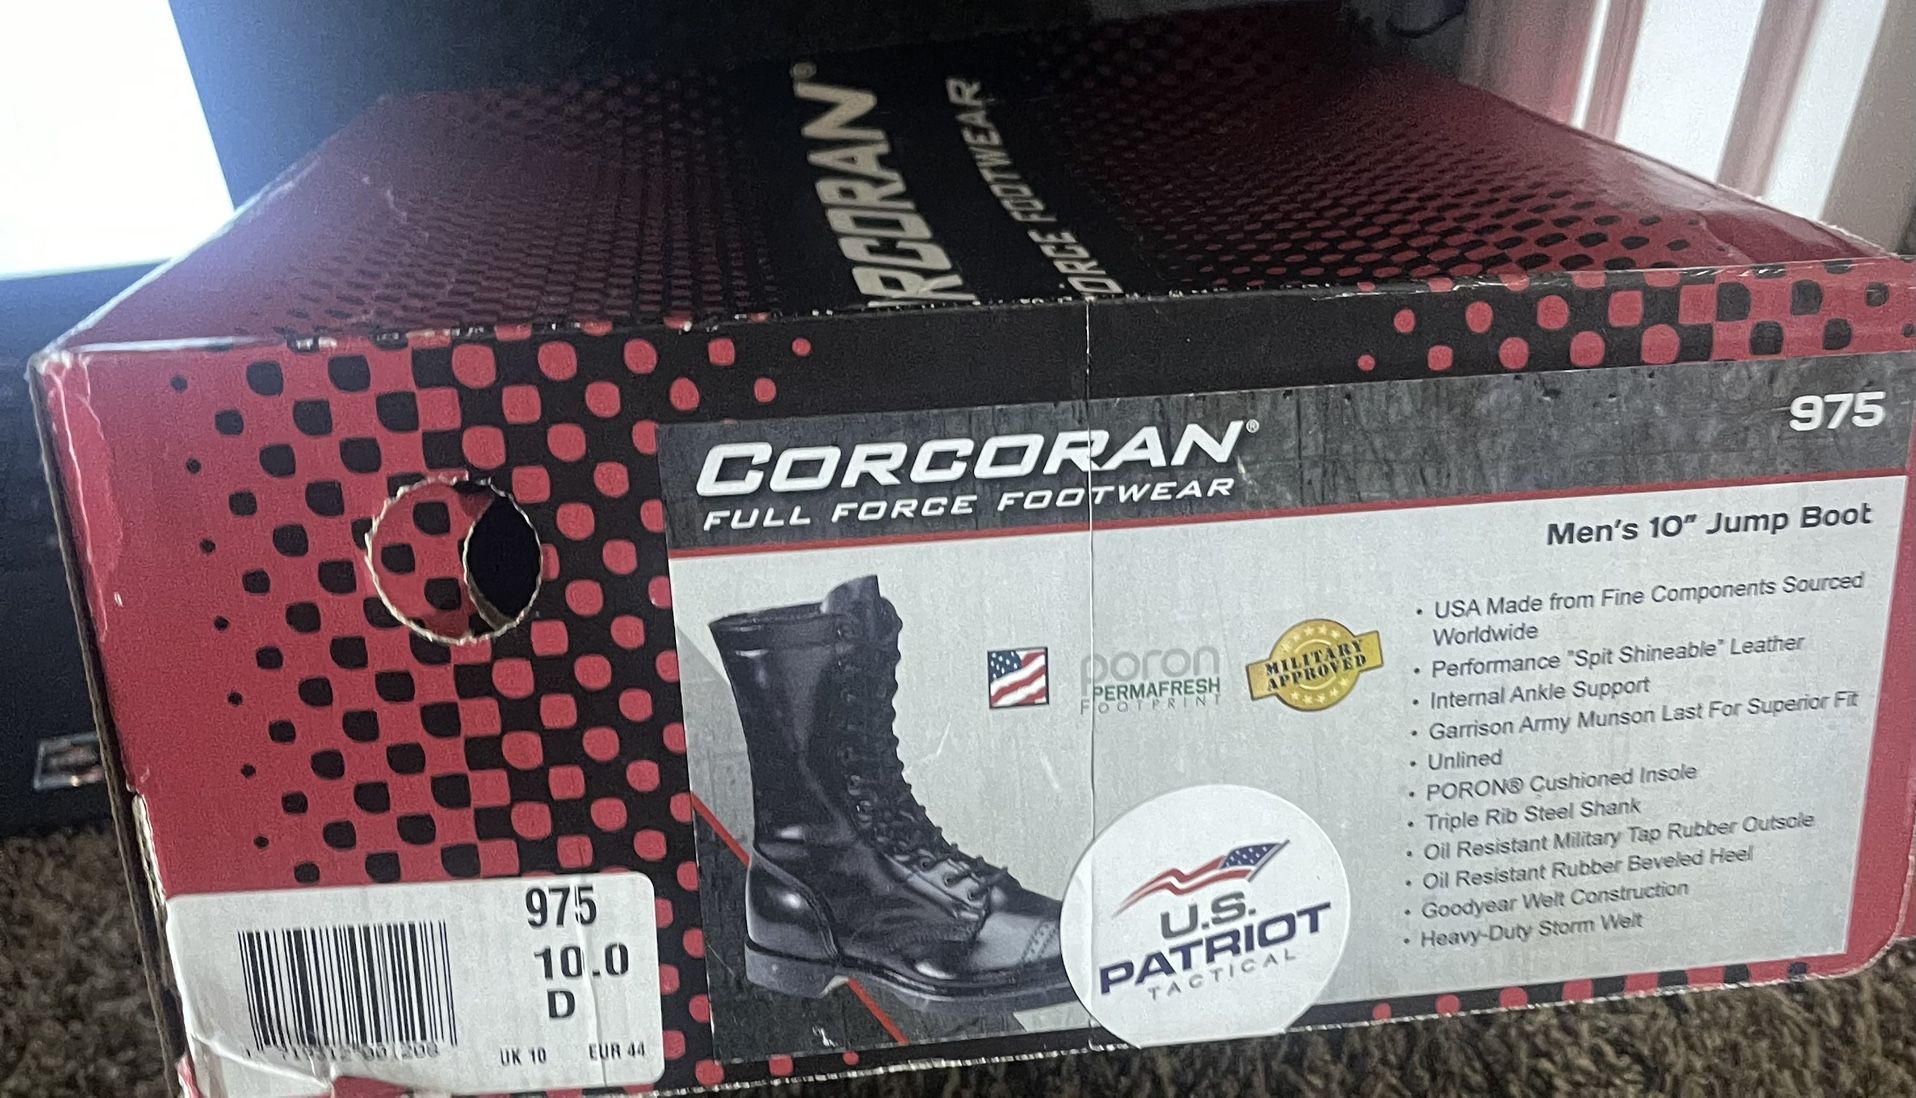 RCORAN®
ORCE FOOTWEAR
975
CORCORAN®
FULL FORCE FOOTWEAR
Men's 10" Jump Boot
• USA Made from Fine Components Sourced
Worldwide
• Performance "Spit Shineable" Leather
• Internal Ankle Support
• Garrison Army Munson Last For Superior Fit
• Unlined
• PORON® Cushioned Insole
• Triple Rib Steel Shank
• Oil Resistant Military Tap Rubber Outsole
• Oil Resistant Rubber Beveled Heel
• Goodyear Welt Construction
• Heavy-Duty Storm Welt
poron
PERMAFRESH
FOOTPRINT
MILITARY
APPROVED
U.S.
PATRIOT
TACTICAL
975
10.0
D
UK 10 EUR 44